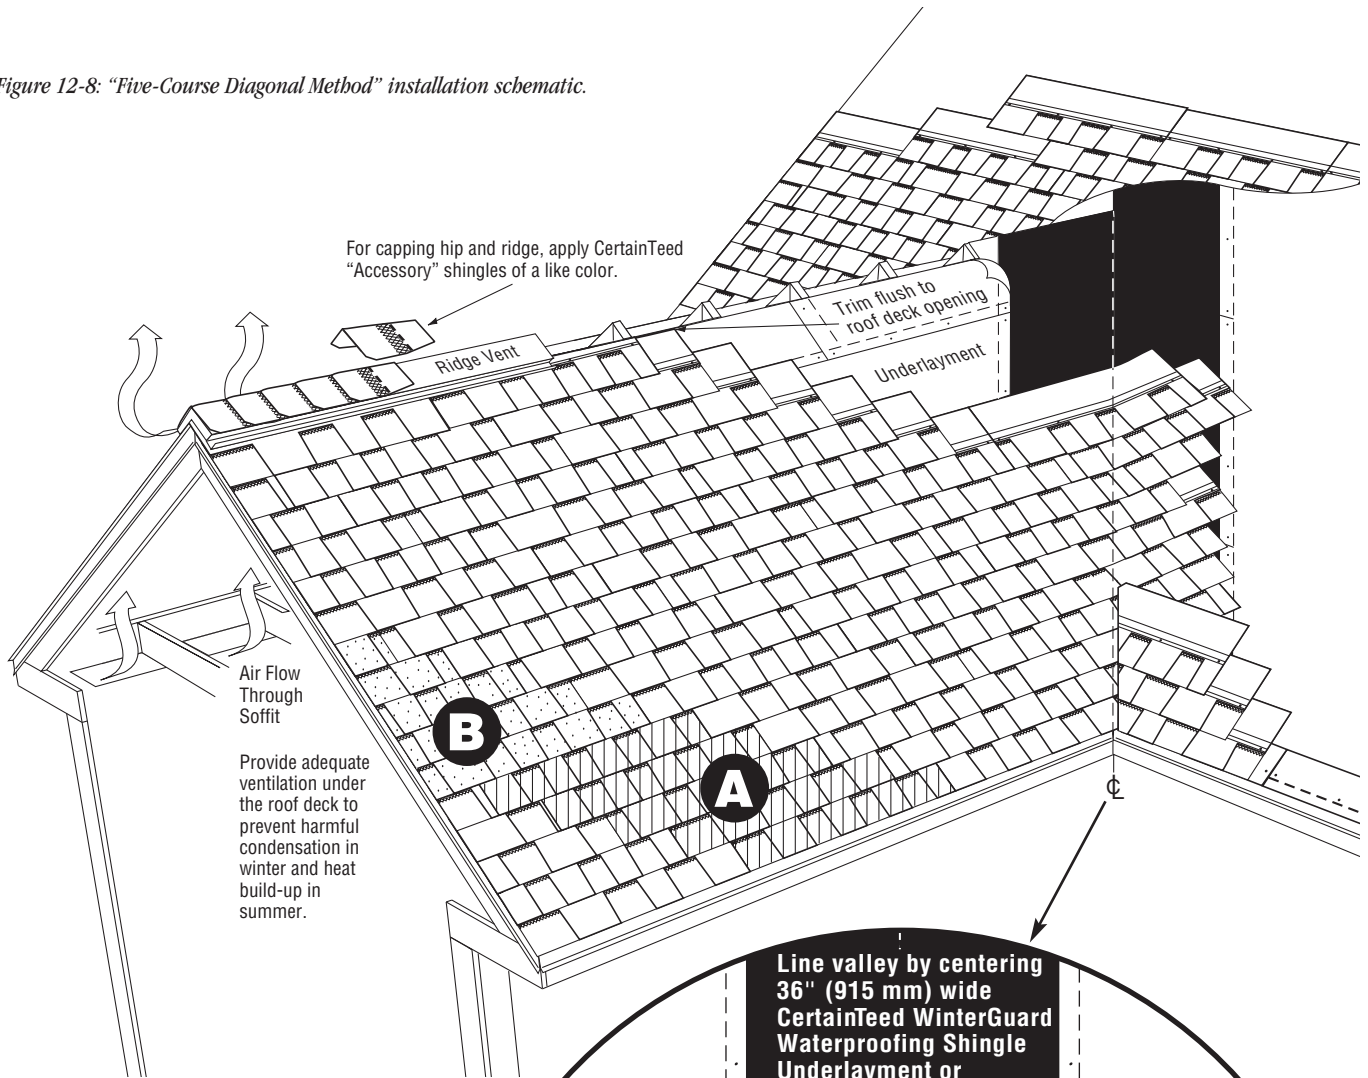 Figure 12-8: “Five-Course Diagonal Method” installation schematic.
For capping hip and ridge, apply CertainTeed
“Accessory” shingles of a like color.
Ridge Vent
Trim flush to
roof deck opening
Underlayment
Air Flow
Through
Soffit
Provide adequate
ventilation under
the roof deck to
prevent harmful
condensation in
winter and heat
build-up in
summer.
B
A
℄
Line valley by centering
36" (915 mm) wide
CertainTeed WinterGuard
Waterproofing Shingle
Underlayment or